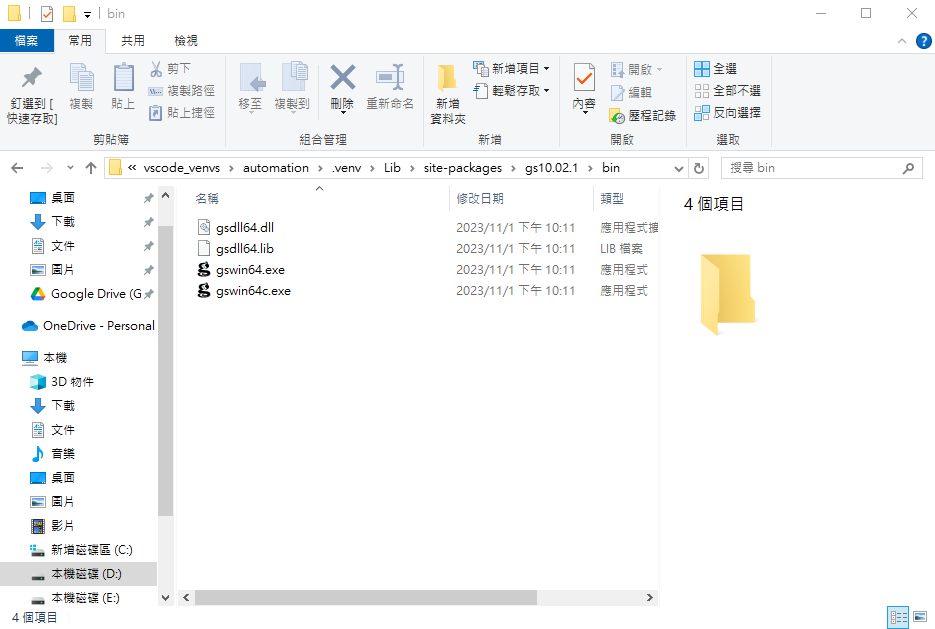 bin
檔案 常用 共用 檢視
釘選到 [
快速存取]
複製
貼上
剪下
複製路徑
貼上捷徑
剪貼簿
移至
複製到
刪除
重新命名
組合管理
新增
資料夾
新增項目
輕鬆存取
新增
內容
開啟
編輯
歷程記錄
開啟
全選
全部不選
反向選擇
選取
« vscode_venvs > automation > .venv > Lib > site-packages > gs10.02.1 > bin
搜尋 bin
桌面
下載
文件
圖片
Google Drive (G
OneDrive - Personal
本機
3D 物件
下載
文件
音樂
桌面
圖片
影片
新增磁碟區 (C:)
本機磁碟 (D:)
本機磁碟 (E:)
名稱 修改日期 類型
gsdll64.dll 2023/11/1 下午 10:11 應用程式擴
gsdll64.lib 2023/11/1 下午 10:11 LIB 檔案
gswin64.exe 2023/11/1 下午 10:11 應用程式
gswin64c.exe 2023/11/1 下午 10:11 應用程式
4 個項目
4 個項目